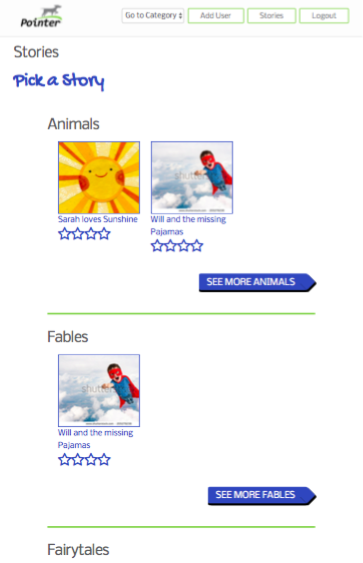 Pointer
Go to Category
Add User
Stories
Logout
Stories
Pick a Story
Animals
Sarah loves Sunshine
Will and the missing
Pajamas
SEE MORE ANIMALS
Fables
Will and the missing
Pajamas
SEE MORE FABLES
Fairytales